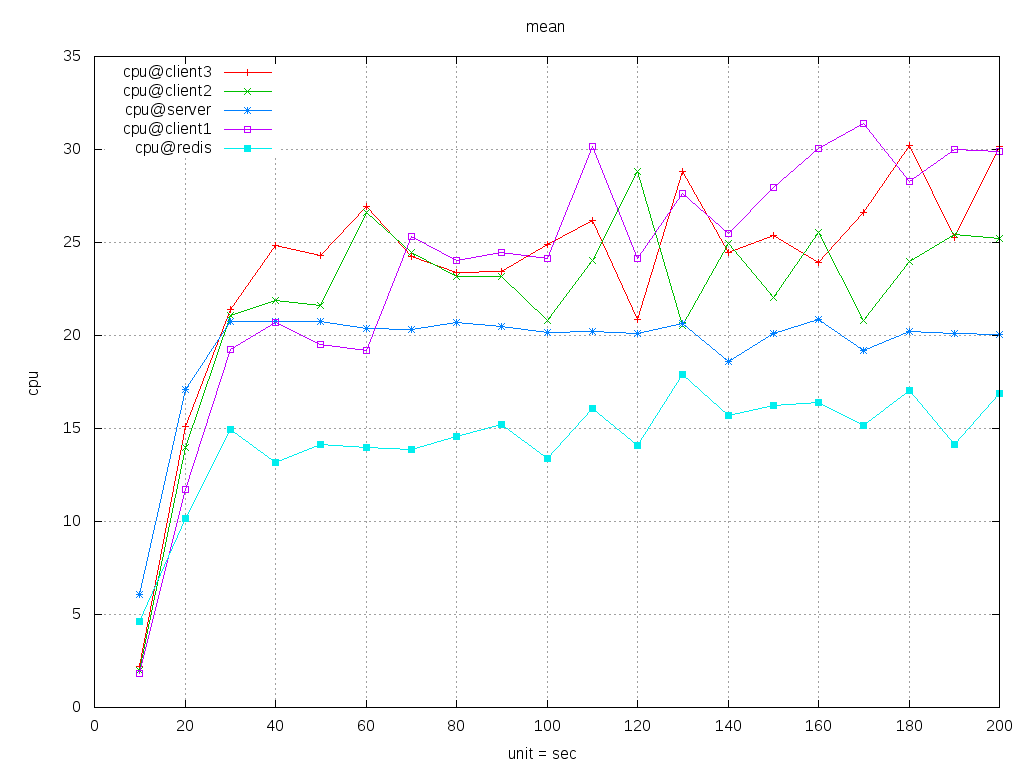 mean
35
30
25
20
15
10
5
0
cpu@client3
cpu@client2
cpu@server
cpu@client1
cpu@redis
cpu
0 20 40 60 80 100 120 140 160 180 200
unit = sec